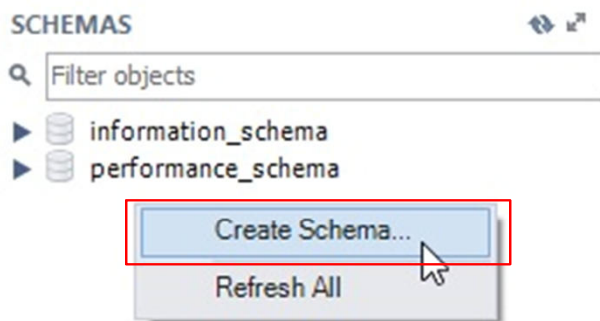 SCHEMAS
Filter objects
information_schema
performance_schema
Create Schema...
Refresh All